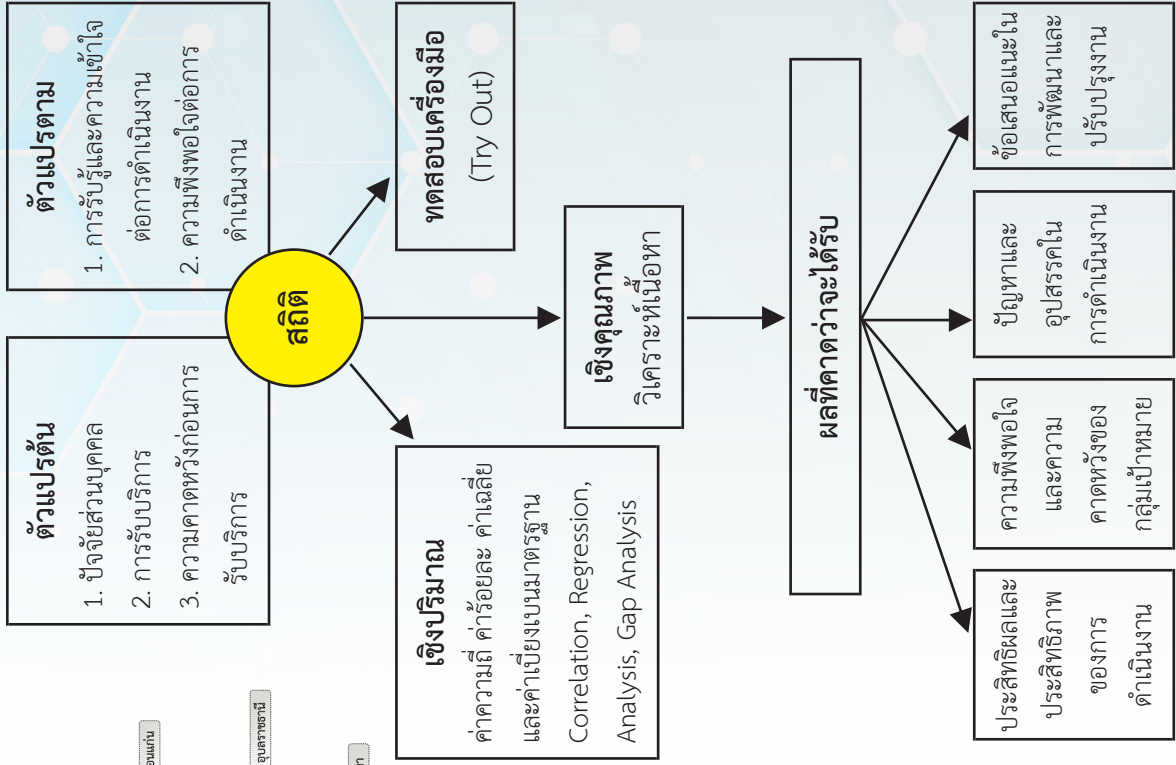 ตัวแปรต้น
1. ปัจจัยส่วนบุคคล
2. การรับบริการ
3. ความคาดหวังก่อนการ
รับบริการ
ตัวแปรตาม
1. การรับรู้และความเข้าใจ
ต่อการดำเนินงาน
2. ความพึงพอใจต่อการ
ดำเนินงาน
สถิติ
เชิงปริมาณ
ค่าความถี่ ค่าร้อยละ ค่าเฉลี่ย
และค่าเบี่ยงเบนมาตรฐาน
Correlation, Regression,
Analysis, Gap Analysis
ทดสอบเครื่องมือ
(Try Out)
เชิงคุณภาพ
วิเคราะห์เนื้อหา
ผลที่คาดว่าจะได้รับ
ประสิทธิผลและ
ประสิทธิภาพ
ของการ
ดำเนินงาน
ความพึงพอใจ
และความ
คาดหวังของ
กลุ่มเป้าหมาย
ปัญหาและ
อุปสรรคใน
การดำเนินงาน
ข้อเสนอแนะใน
การพัฒนาและ
ปรับปรุงงาน
อุบลราชธานี